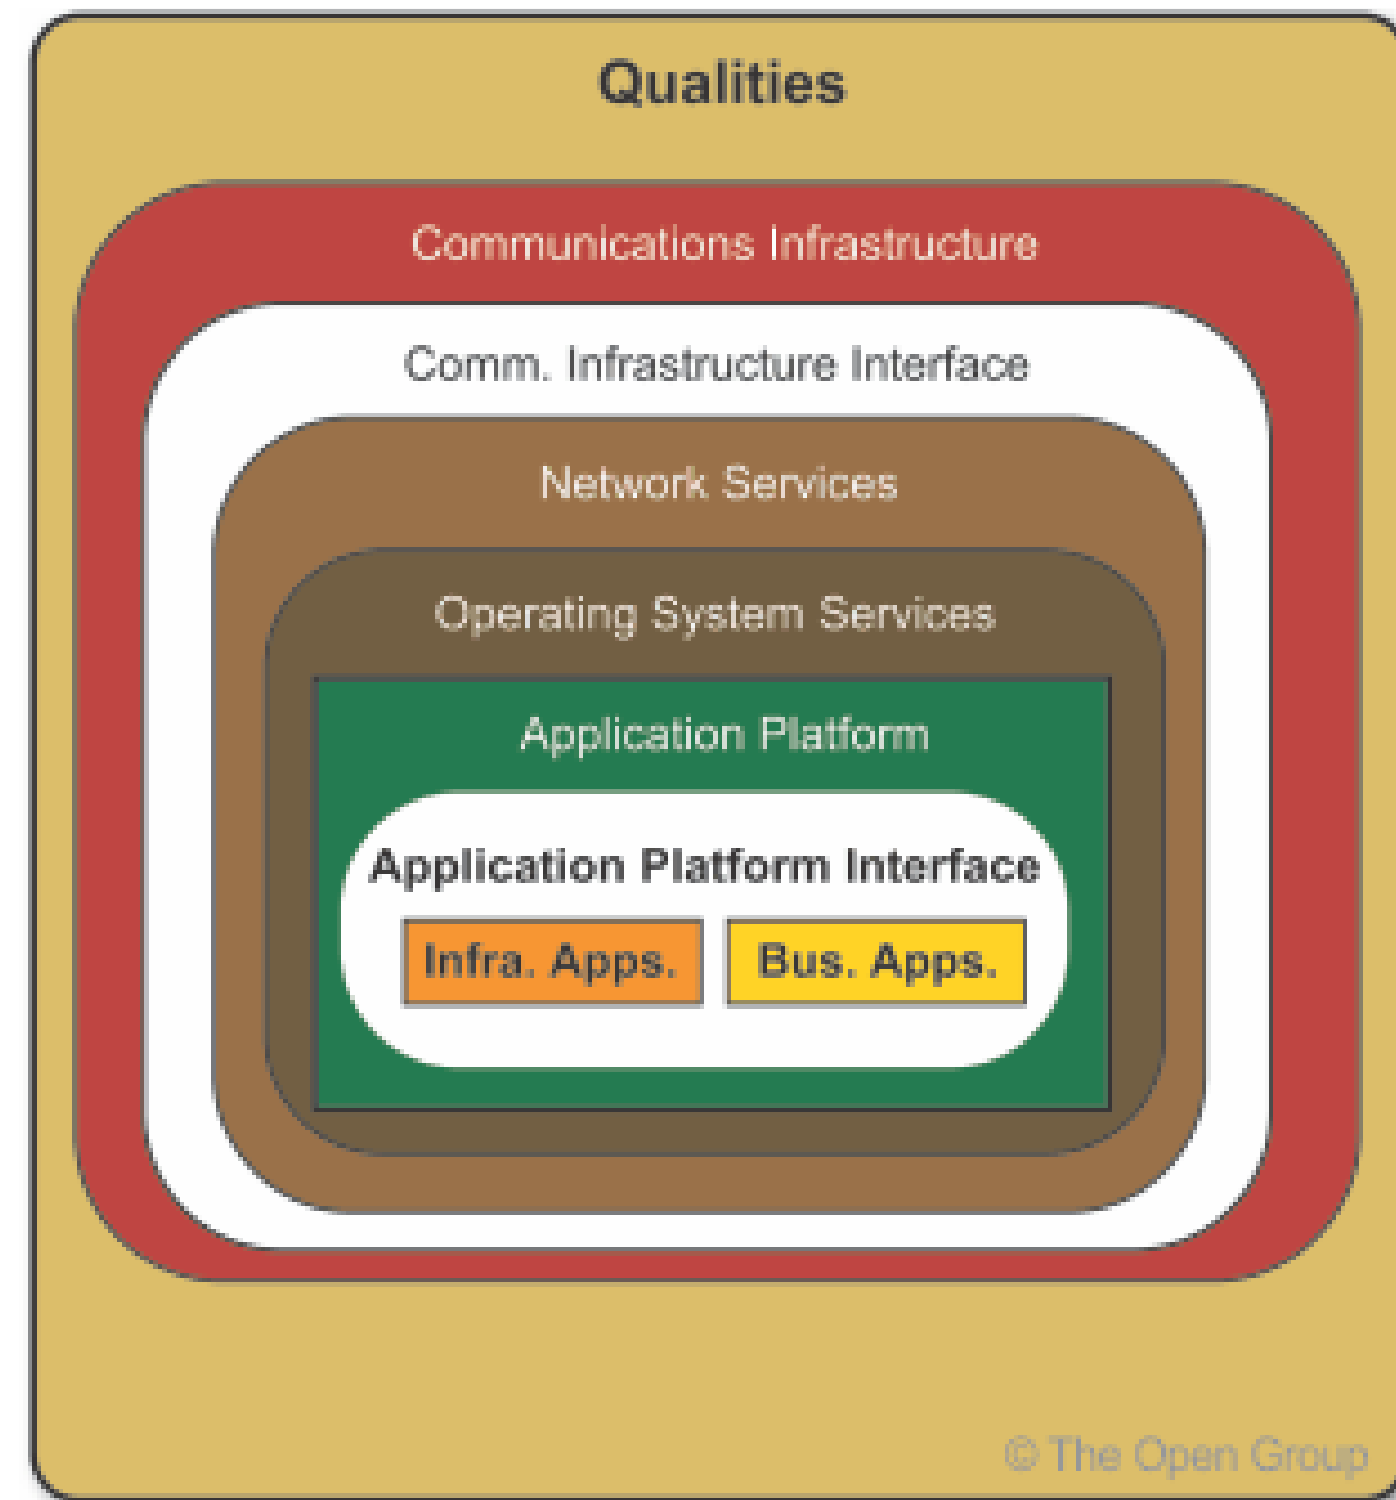 Qualities
Communications Infrastructure
Comm. Infrastructure Interface
Network Services
Operating System Services
Application Platform
Application Platform Interface
Infra. Apps.
Bus. Apps.
© The Open Group